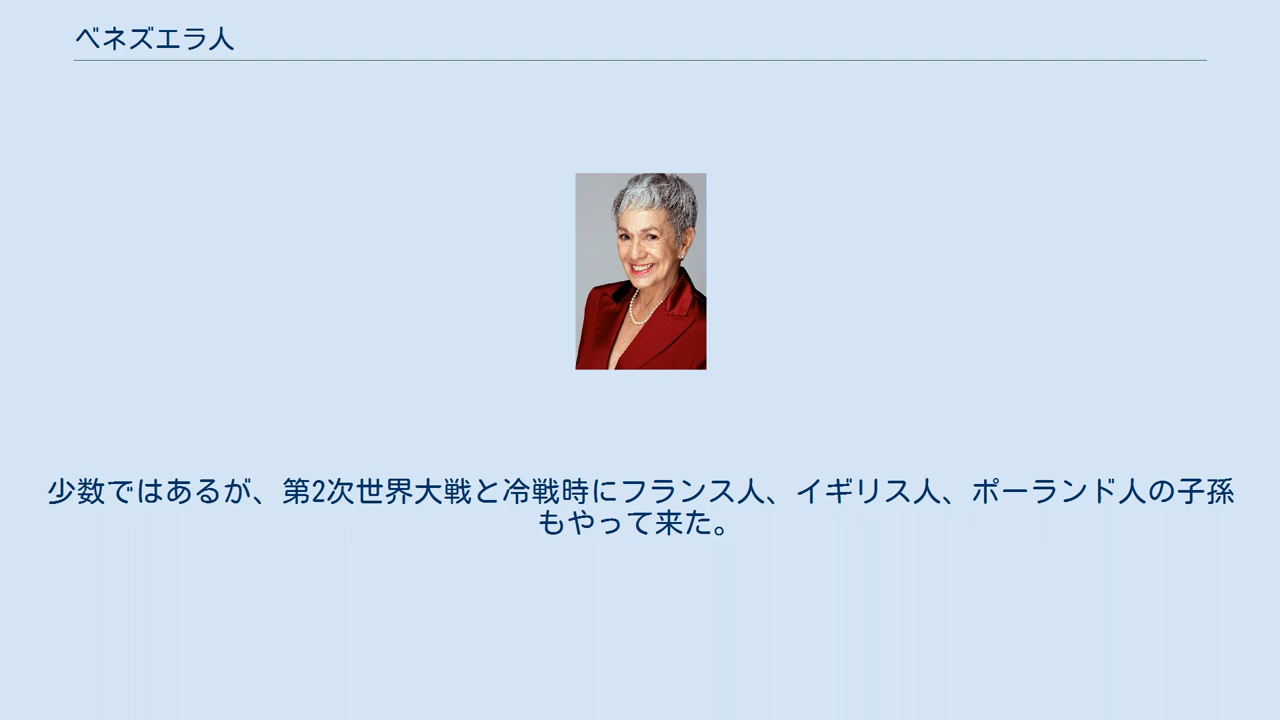 ベネズエラ人
少数ではあるが、第2次世界大戦と冷戦時にフランス人、イギリス人、ポーランド人の子孫
もやって来た。